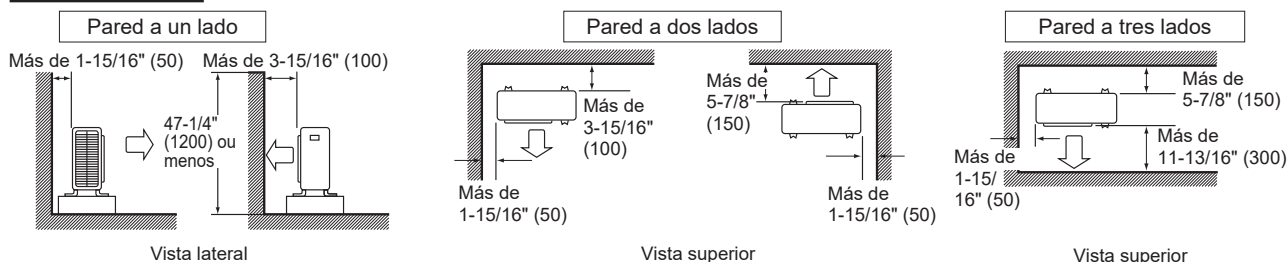 Pared a un lado
Más de 1-15/16" (50)
Más de 3-15/16" (100)
47-1/4"
(1200) ou
menos
Vista lateral
Pared a dos lados
Más de
3-15/16"
(100)
Más de
1-15/16" (50)
Más de
5-7/8"
(150)
Más de
1-15/16" (50)
Vista superior
Pared a tres lados
Más de
5-7/8" (150)
Más de
11-13/16" (300)
Más de
1-15/
16" (50)
Vista superior